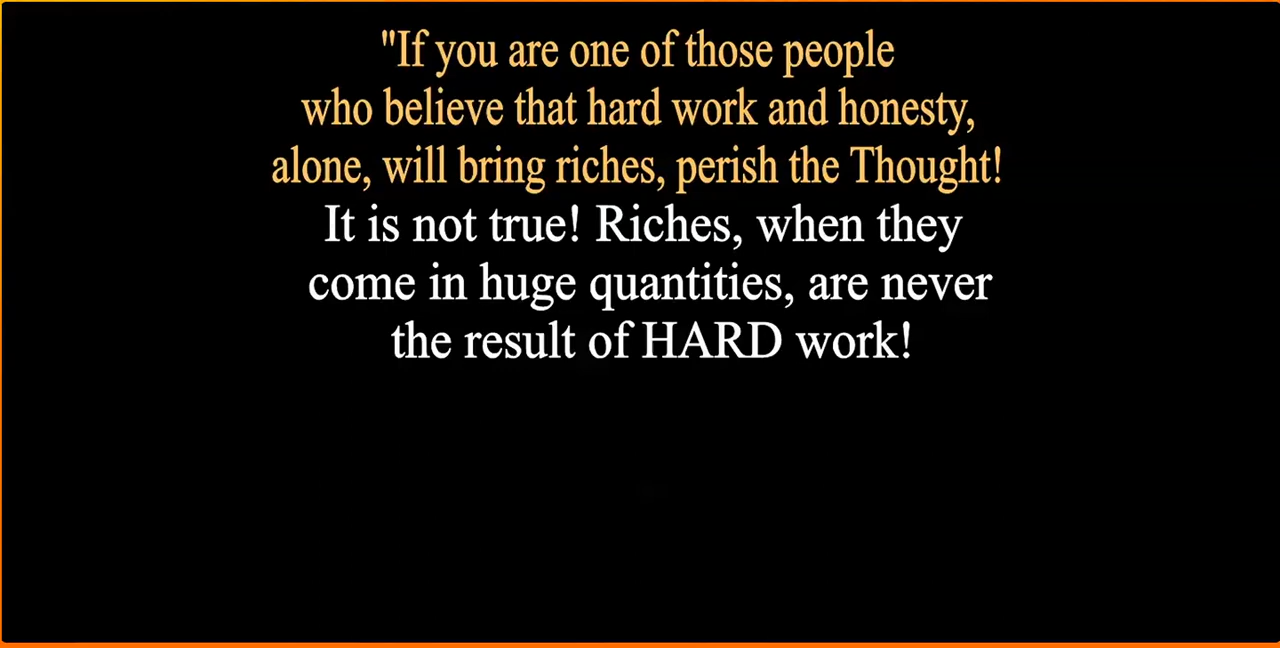 "If you are one of those people
who believe that hard work and honesty,
alone, will bring riches, perish the Thought!
It is not true! Riches, when they
come in huge quantities, are never
the result of HARD work!